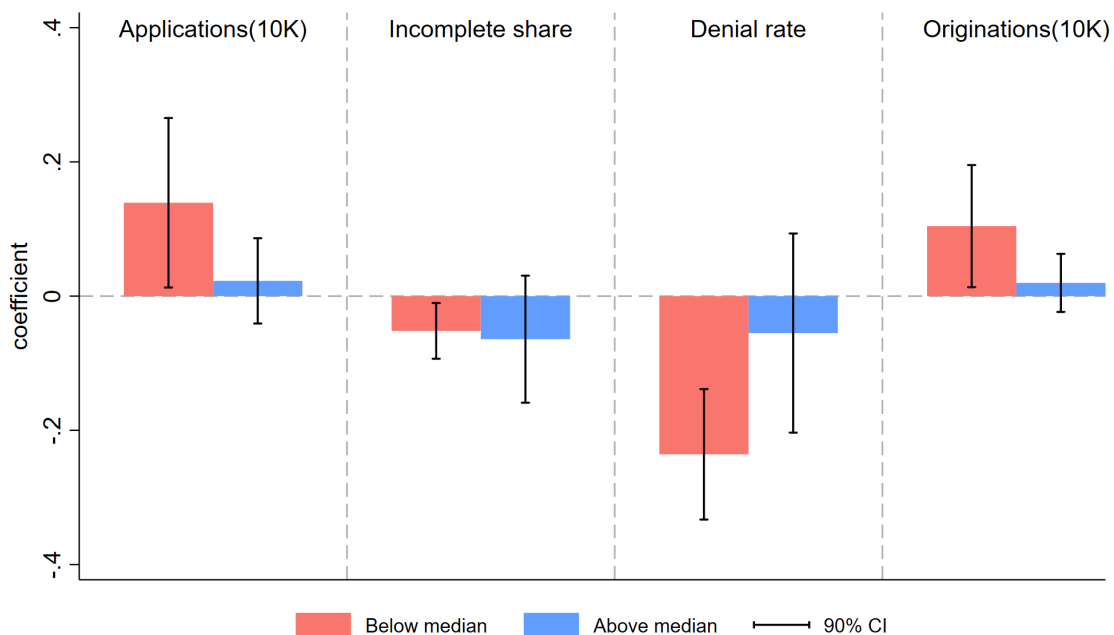 Applications(10K) Incomplete share Denial rate Originations(10K)
.4
.2
0
-.2
-.4
coefficient
Below median Above median 90% CI